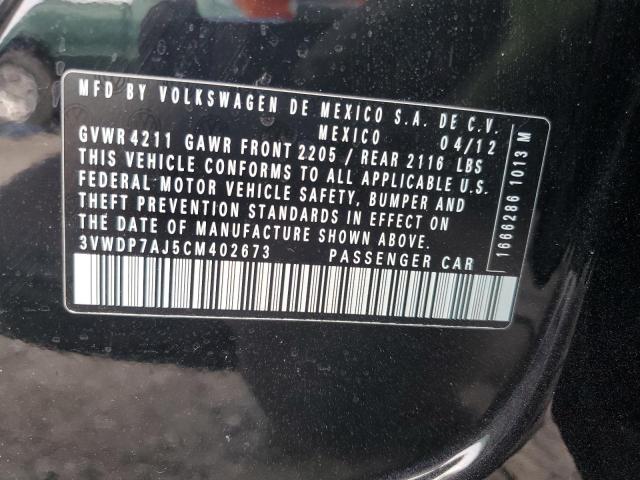 MFD BY VOLKSWAGEN DE MEXICO S.A. DE C.V.
MEXICO 04/12
GVWR 4211 GAWR FRONT 2205 / REAR 2116 LBS
THIS VEHICLE CONFORMS TO ALL APPLICABLE U.S.
FEDERAL MOTOR VEHICLE SAFETY, BUMPER AND
THEFT PREVENTION STANDARDS IN EFFECT ON
THE DATE OF MANUFACTURE SHOWN ABOVE.
3VWDP7AJ5CM402673 PASSENGER CAR
1666286 1013 M